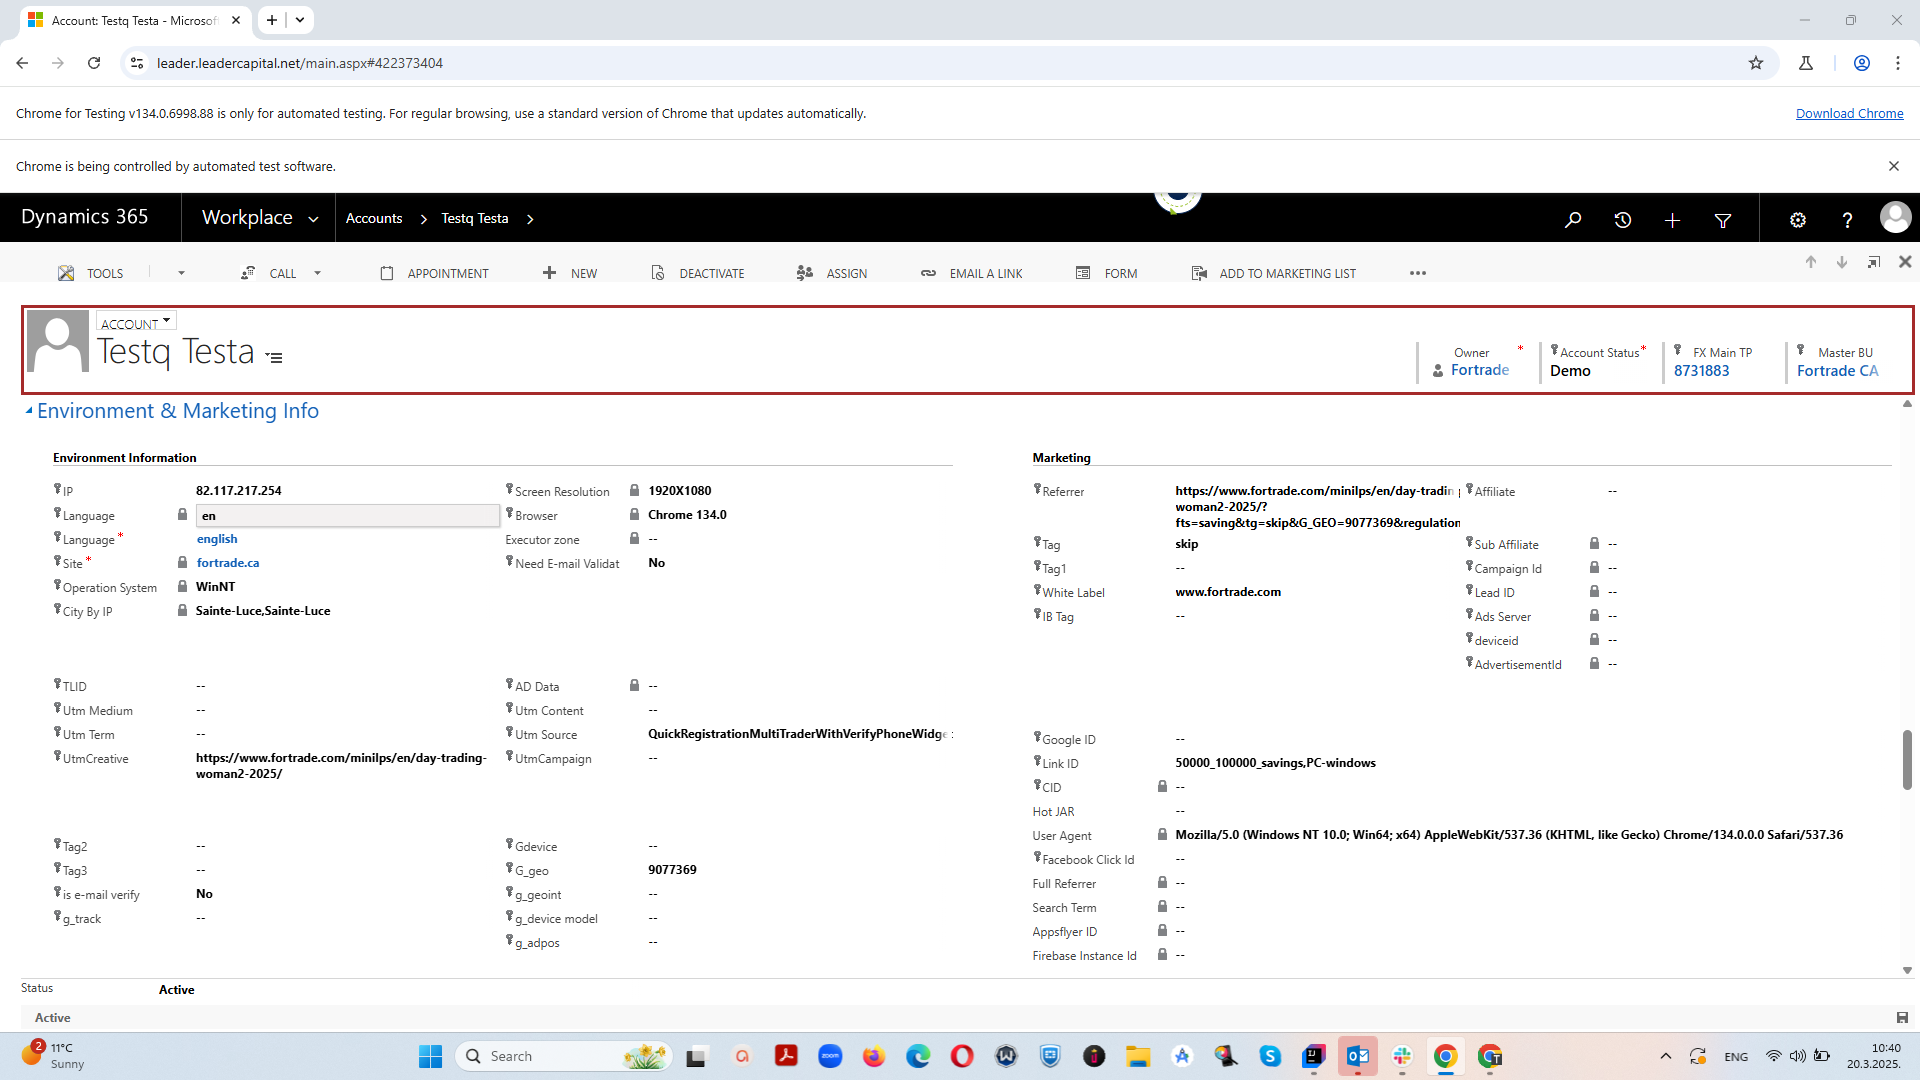 Account: Testq Testa - Microsof
leader.leadercapital.net/main.aspx#422373404
Chrome for Testing v134.0.6998.88 is only for automated testing. For regular browsing, use a standard version of Chrome that updates automatically.
Download Chrome
Chrome is being controlled by automated test software.
Dynamics 365
Workplace
Accounts
Testq Testa
TOOLS
CALL
APPOINTMENT
NEW
DEACTIVATE
ASSIGN
EMAIL A LINK
FORM
ADD TO MARKETING LIST
ACCOUNT
Testq Testa
Owner *
Fortrade
Account Status*
Demo
FX Main TP
8731883
Master BU
Fortrade CA
Environment & Marketing Info
Environment Information
IP 82.117.217.254
Language en
Language * english
Site * fortrade.ca
Operation System WinNT
City By IP Sainte-Luce,Sainte-Luce
Screen Resolution 1920X1080
Browser Chrome 134.0
Executor zone --
Need E-mail Validat No
TLID --
Utm Medium --
Utm Term --
UtmCreative https://www.fortrade.com/minilps/en/day-trading-
woman2-2025/
AD Data --
Utm Content --
Utm Source QuickRegistrationMultiTraderWithVerifyPhoneWidge
UtmCampaign --
Tag2 --
Tag3 --
is e-mail verify No
g_track --
Gdevice --
G_geo 9077369
g_geoint --
g_device model --
g_adpos --
Marketing
Referrer https://www.fortrade.com/minilps/en/day-tradin
woman2-2025/?
fts=saving&tg=skip&G_GEO=9077369&regulation
Tag skip
Tag1 --
White Label www.fortrade.com
IB Tag --
Affiliate --
Sub Affiliate --
Campaign Id --
Lead ID --
Ads Server --
deviceid --
AdvertisementId --
Google ID --
Link ID 50000_100000_savings,PC-windows
CID --
Hot JAR --
User Agent Mozilla/5.0 (Windows NT 10.0; Win64; x64) AppleWebKit/537.36 (KHTML, like Gecko) Chrome/134.0.0.0 Safari/537.36
Facebook Click Id --
Full Referrer --
Search Term --
Appsflyer ID --
Firebase Instance Id --
Status Active
Active
2
11°C
Sunny
Search
zoom
ENG
10:40
20.3.2025.